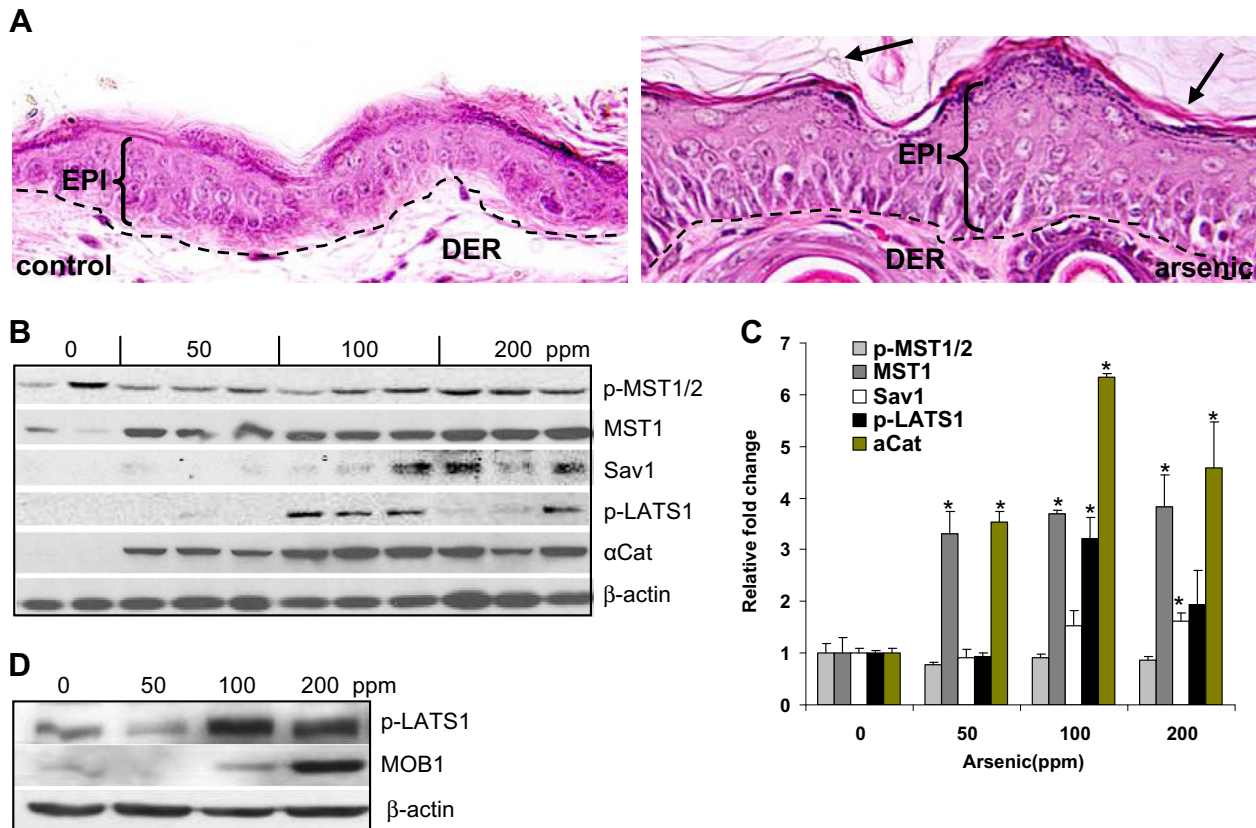 A
EPI
control
DER
EPI
DER
arsenic
B
0 50 100 200 ppm
p-MST1/2
MST1
Sav1
p-LATS1
αCat
β-actin
C
p-MST1/2
MST1
Sav1
p-LATS1
aCat
Relative fold change
7
6
5
4
3
2
1
0
* * * * * * * *
0 50 100 200
Arsenic(ppm)
D
0 50 100 200 ppm
p-LATS1
MOB1
β-actin